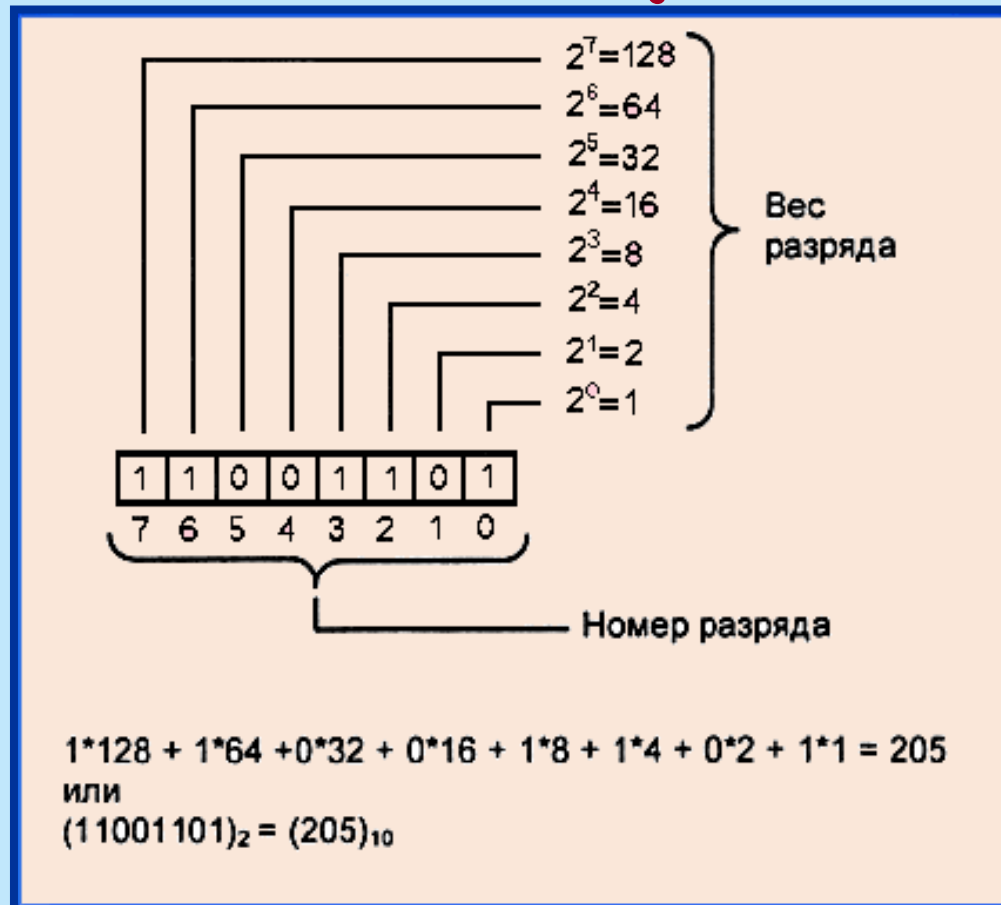 2⁷=128
2⁶=64
2⁵=32
2⁴=16
2³=8
2²=4
2¹=2
2⁰=1
Вес
разряда
1 1 0 0 1 1 0 1
7 6 5 4 3 2 1 0
Номер разряда
1*128 + 1*64 +0*32 + 0*16 + 1*8 + 1*4 + 0*2 + 1*1 = 205
или
(11001101)₂ = (205)₁₀